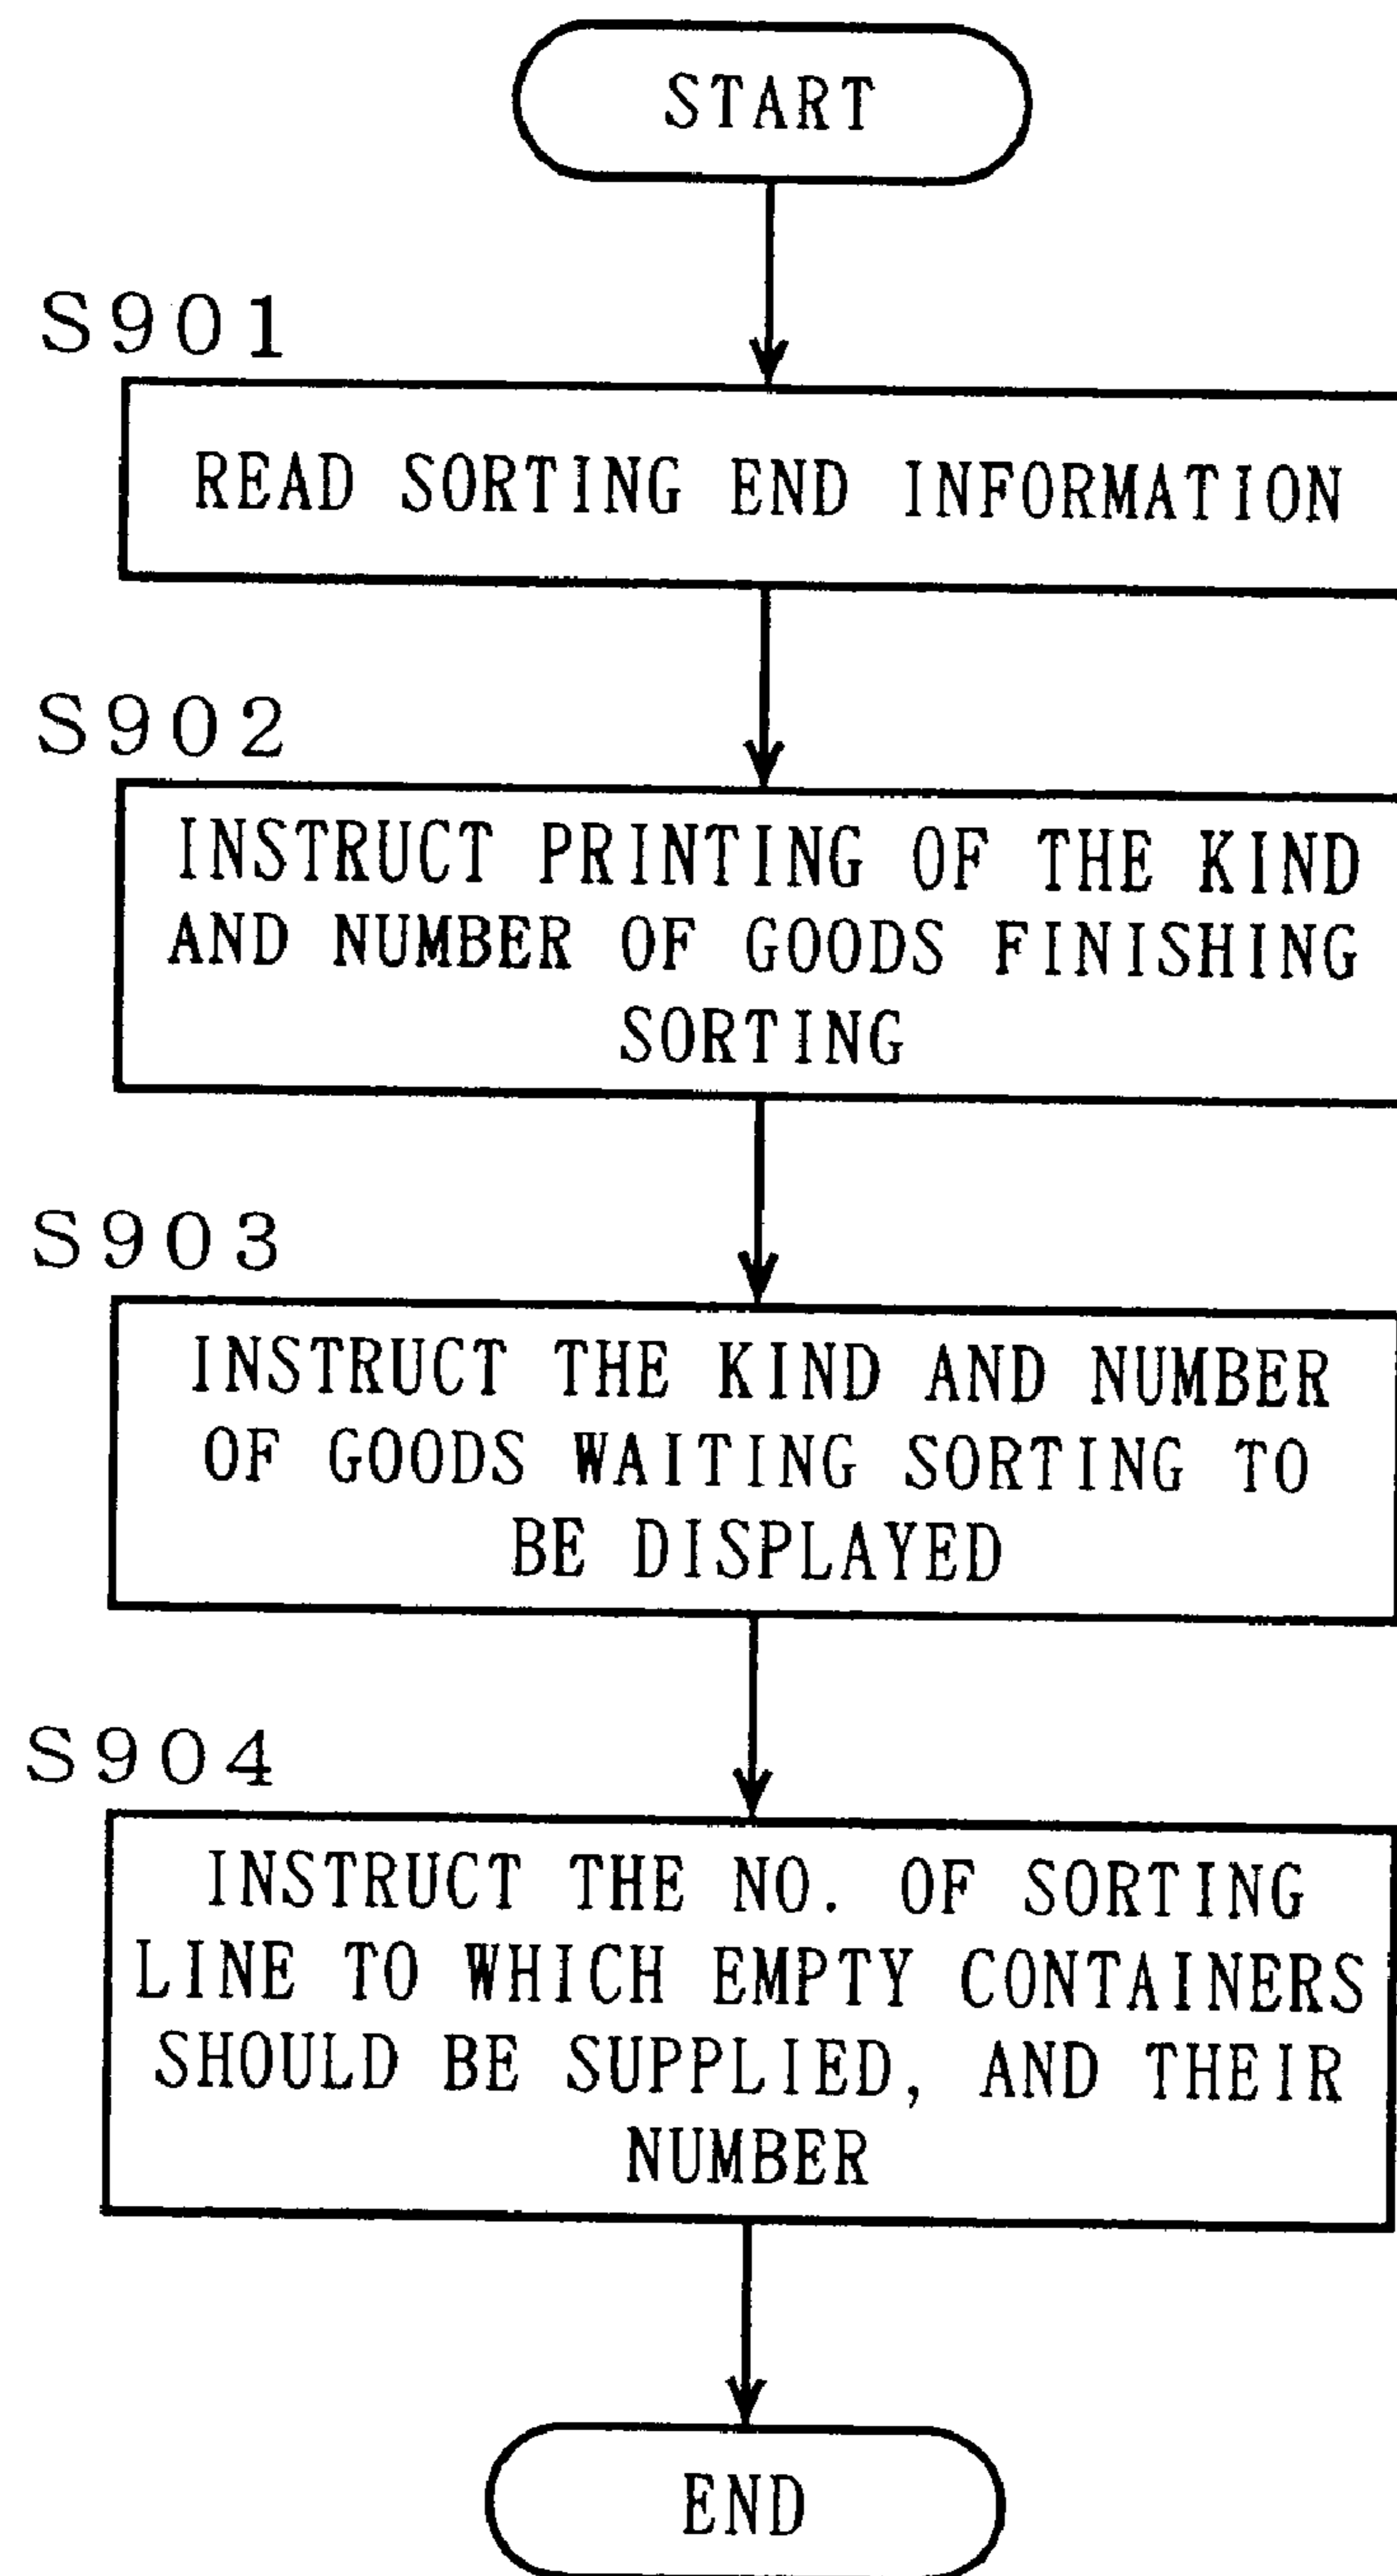 START
S901
READ SORTING END INFORMATION
S902
INSTRUCT PRINTING OF THE KIND
AND NUMBER OF GOODS FINISHING
SORTING
S903
INSTRUCT THE KIND AND NUMBER
OF GOODS WAITING SORTING TO
BE DISPLAYED
S904
INSTRUCT THE NO. OF SORTING
LINE TO WHICH EMPTY CONTAINERS
SHOULD BE SUPPLIED, AND THEIR
NUMBER
END